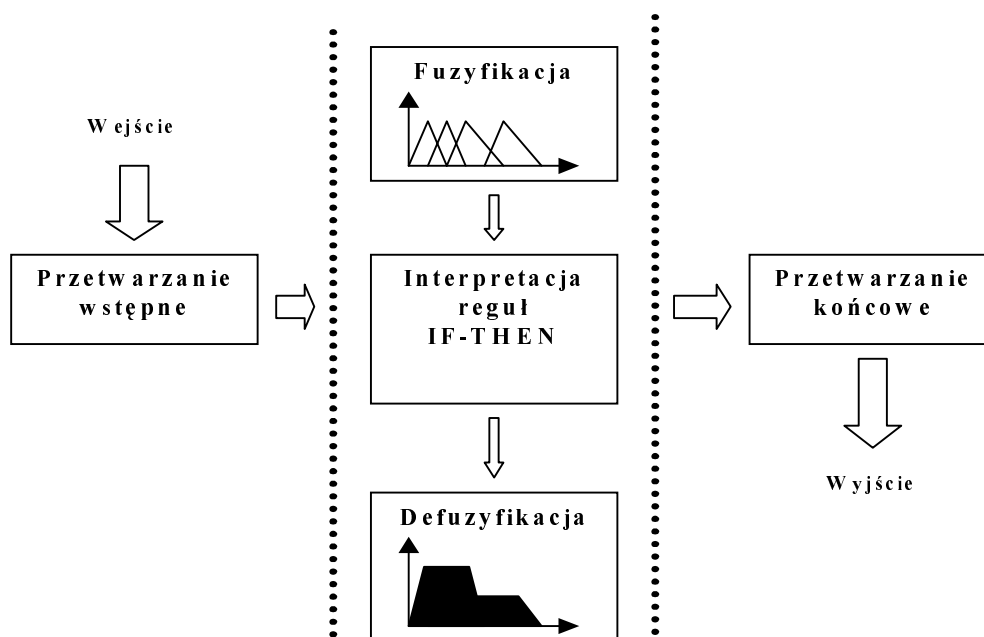 Wejście
Przetwarzanie
wstępne
Fuzyfikacja
Interpretacja
reguł
IF-THEN
Defuzyfikacja
Przetwarzanie
końcowe
Wyjście